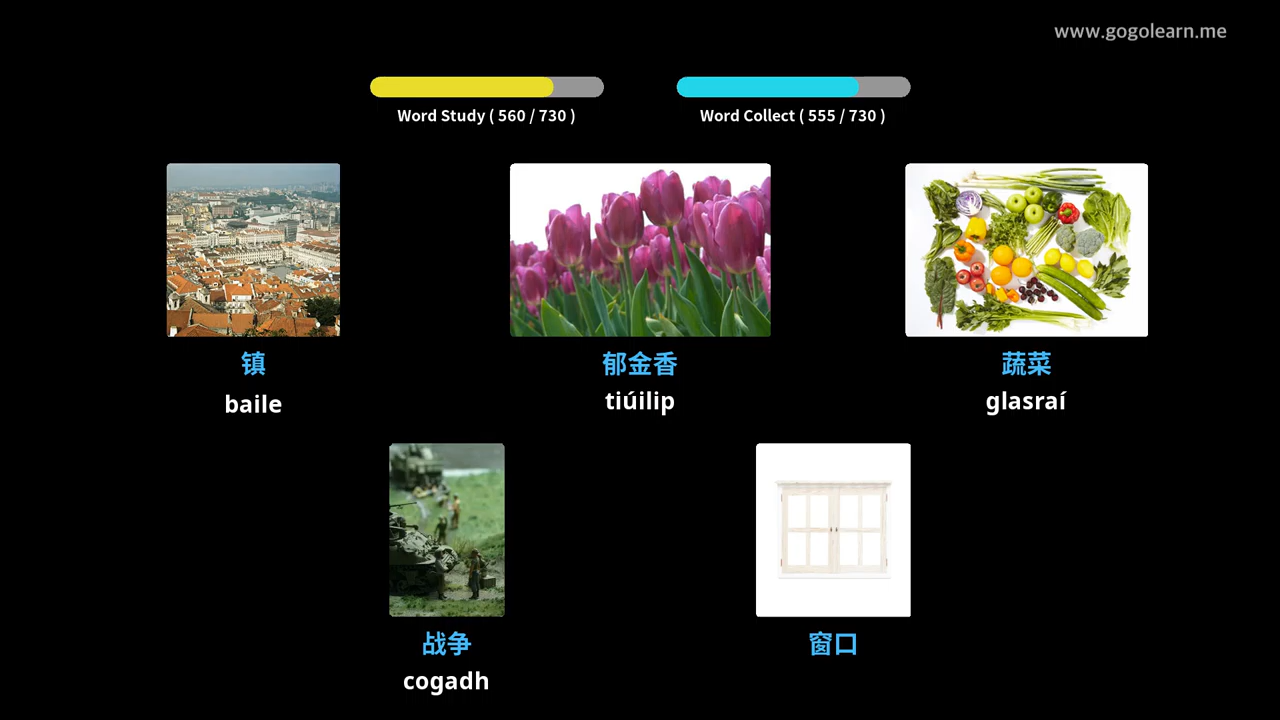 www.gogolearn.me
Word Study ( 560 / 730 )
Word Collect ( 555 / 730 )
镇
baile
郁金香
tiúilip
蔬菜
glasraí
战争
cogadh
窗口